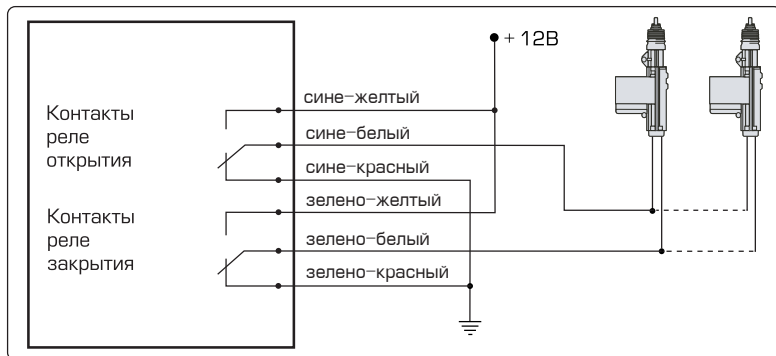 + 12В
Контакты
реле
открытия
сине-желтый
сине-белый
сине-красный
Контакты
реле
закрытия
зелено-желтый
зелено-белый
зелено-красный